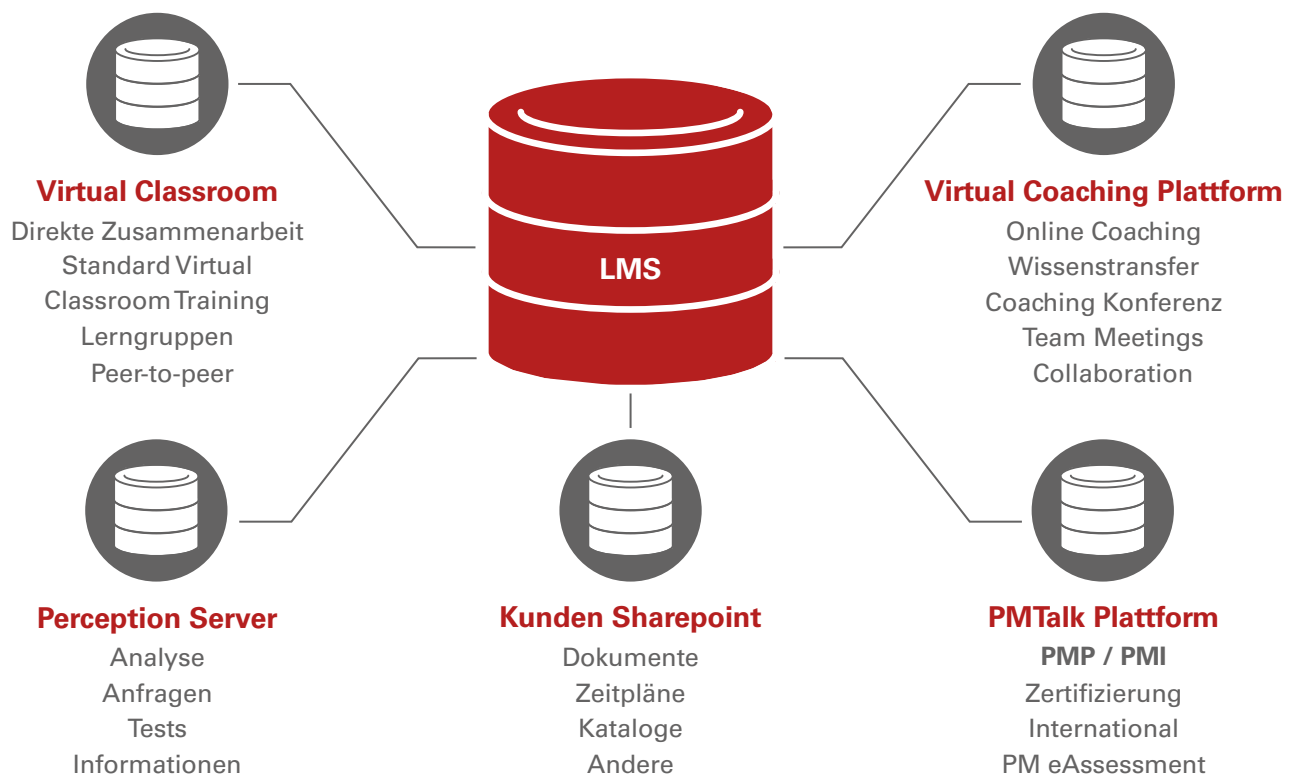 LMS
Virtual Classroom
Direkte Zusammenarbeit
Standard Virtual
Classroom Training
Lerngruppen
Peer-to-peer
Virtual Coaching Plattform
Online Coaching
Wissenstransfer
Coaching Konferenz
Team Meetings
Collaboration
Perception Server
Analyse
Anfragen
Tests
Informationen
Kunden Sharepoint
Dokumente
Zeitpläne
Kataloge
Andere
PMTalk Plattform
PMP / PMI
Zertifizierung
International
PM eAssessment